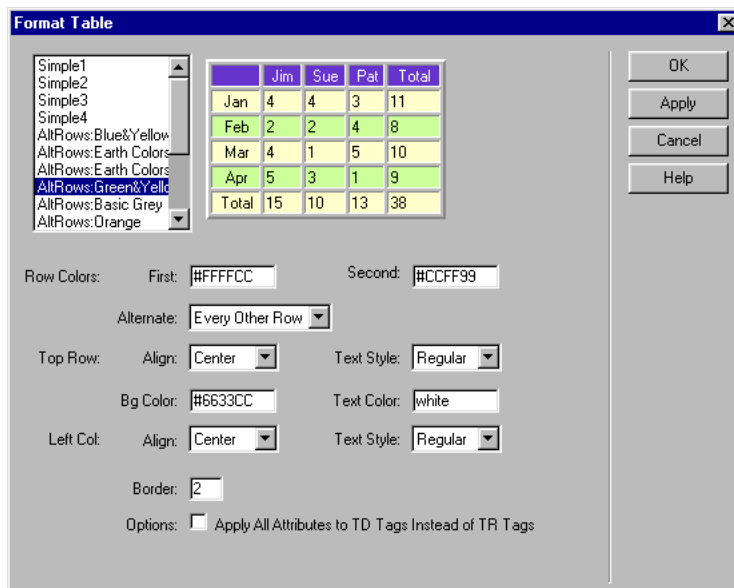 Format Table
Simple1
Simple2
Simple3
Simple4
AltRows:Blue&Yellow
AltRows:Earth Colors
AltRows:Earth Colors
AltRows:Green&Yello
AltRows:Basic Grey
AltRows:Orange
Jim Sue Pat Total
Jan 4 4 3 11
Feb 2 2 4 8
Mar 4 1 5 10
Apr 5 3 1 9
Total 15 10 13 38
OK
Apply
Cancel
Help
Row Colors: First: #FFFFCC Second: #CCFF99
Alternate: Every Other Row
Top Row: Align: Center Text Style: Regular
Bg Color: #6633CC Text Color: white
Left Col: Align: Center Text Style: Regular
Border: 2
Options: Apply All Attributes to TD Tags Instead of TR Tags